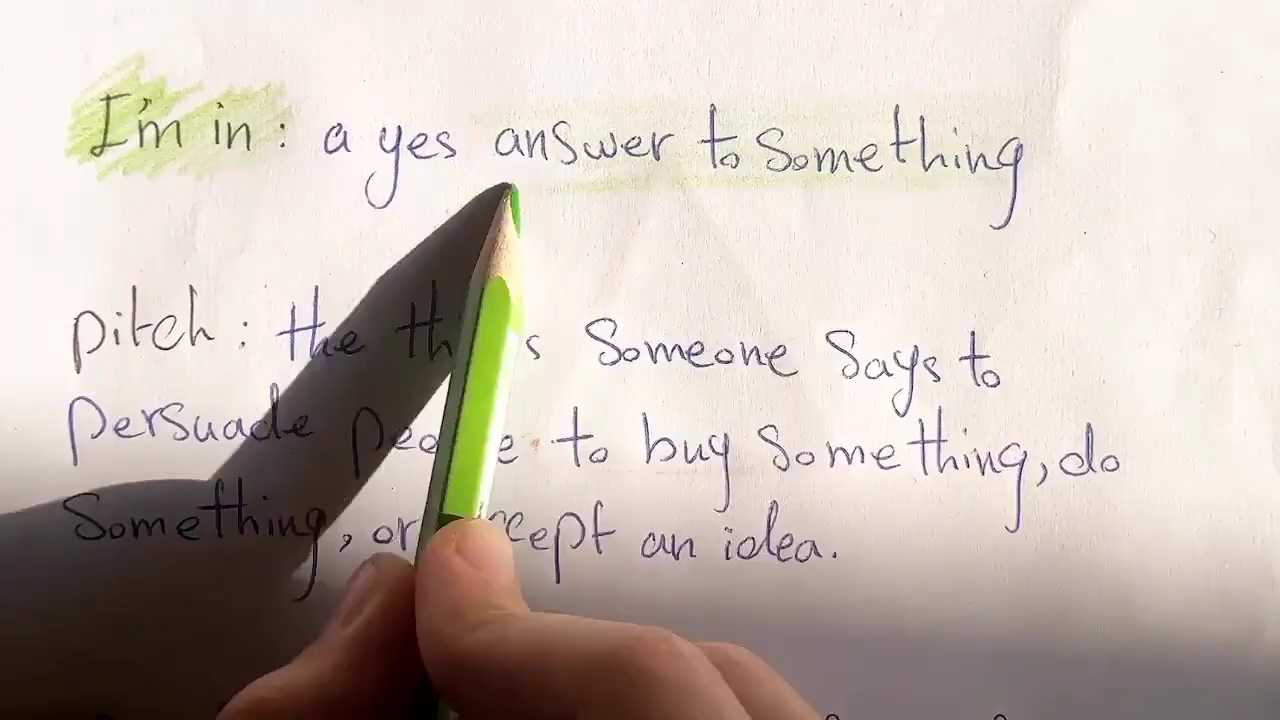 I'm in: a yes answer to something
pitch: the s someone says to
persuade to buy something, do
something, or an idea.